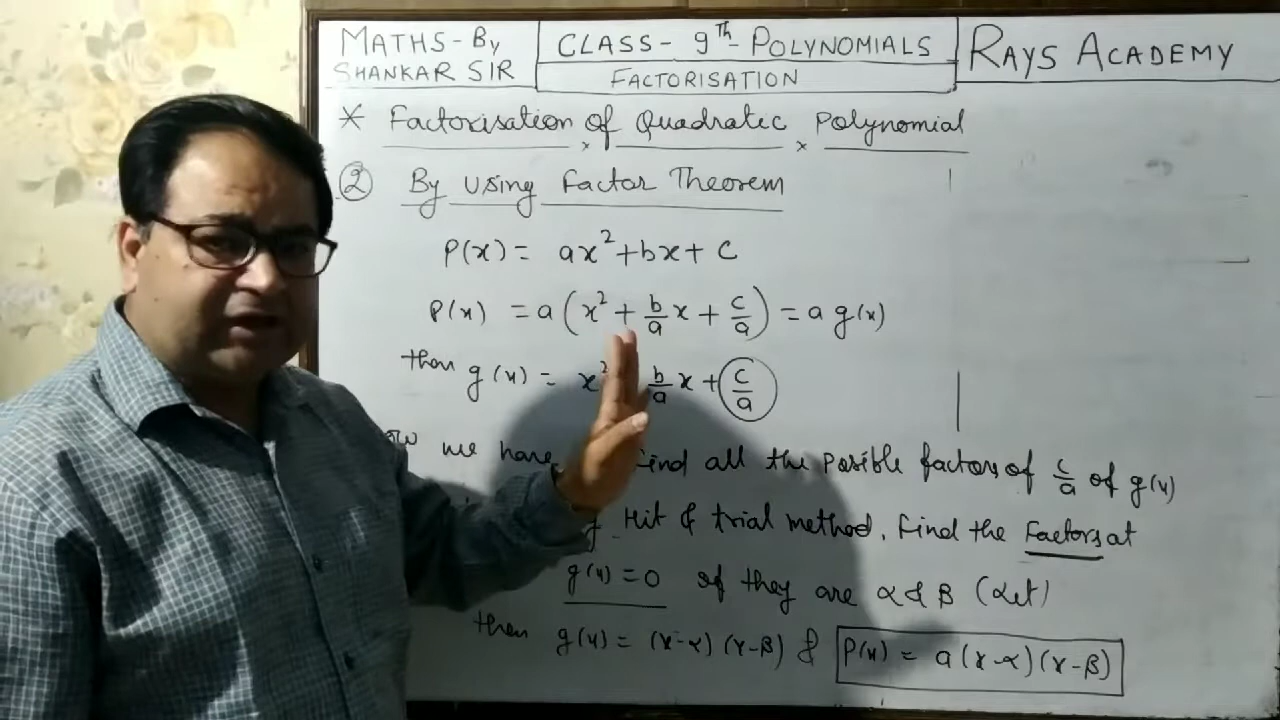 MATHS-BY SHANKAR SIR
CLASS- 9th POLYNOMIALS
FACTORISATION
RAYS ACADEMY
* Factorisation of Quadratic Polynomial
② By Using Factor Theorem
P(x) = ax²+bx+c
P(x) = a(x²+b/a x+c/a) = a g(x)
then g(x) = x² b/a x+c/a
we have find all the posible factors of c/a of g(x)
Hit & trial method. Find the Factors at
g(x)=0 If they are α & β (Let)
then g(x) = (x-α)(x-β) & P(x) = a(x-α)(x-β)